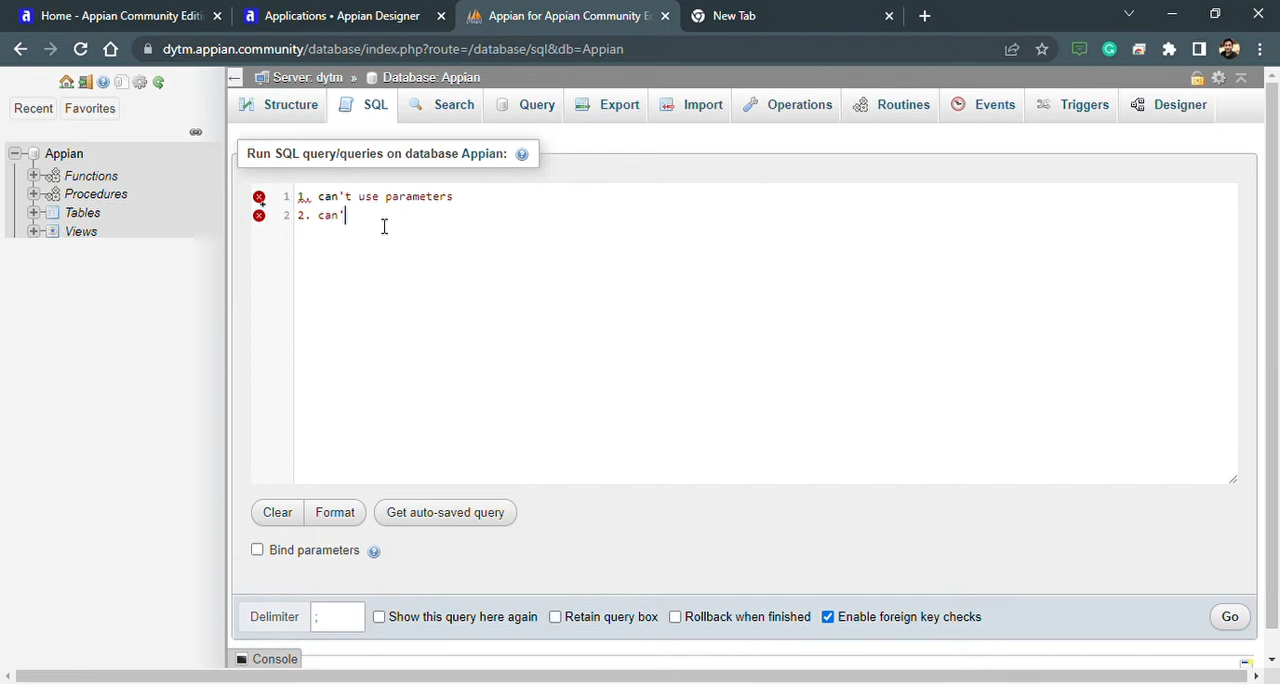 Home - Appian Community Editi
Applications • Appian Designer
Appian for Appian Community E
New Tab
dytm.appian.community/database/index.php?route=/database/sql&db=Appian
Server: dytm » Database: Appian
Recent Favorites
Structure SQL Search Query Export Import Operations Routines Events Triggers Designer
Appian
Functions
Procedures
Tables
Views
Run SQL query/queries on database Appian:
1 1. can't use parameters
2 2. can'
Clear Format Get auto-saved query
Bind parameters
Delimiter ; Show this query here again Retain query box Rollback when finished Enable foreign key checks Go
Console